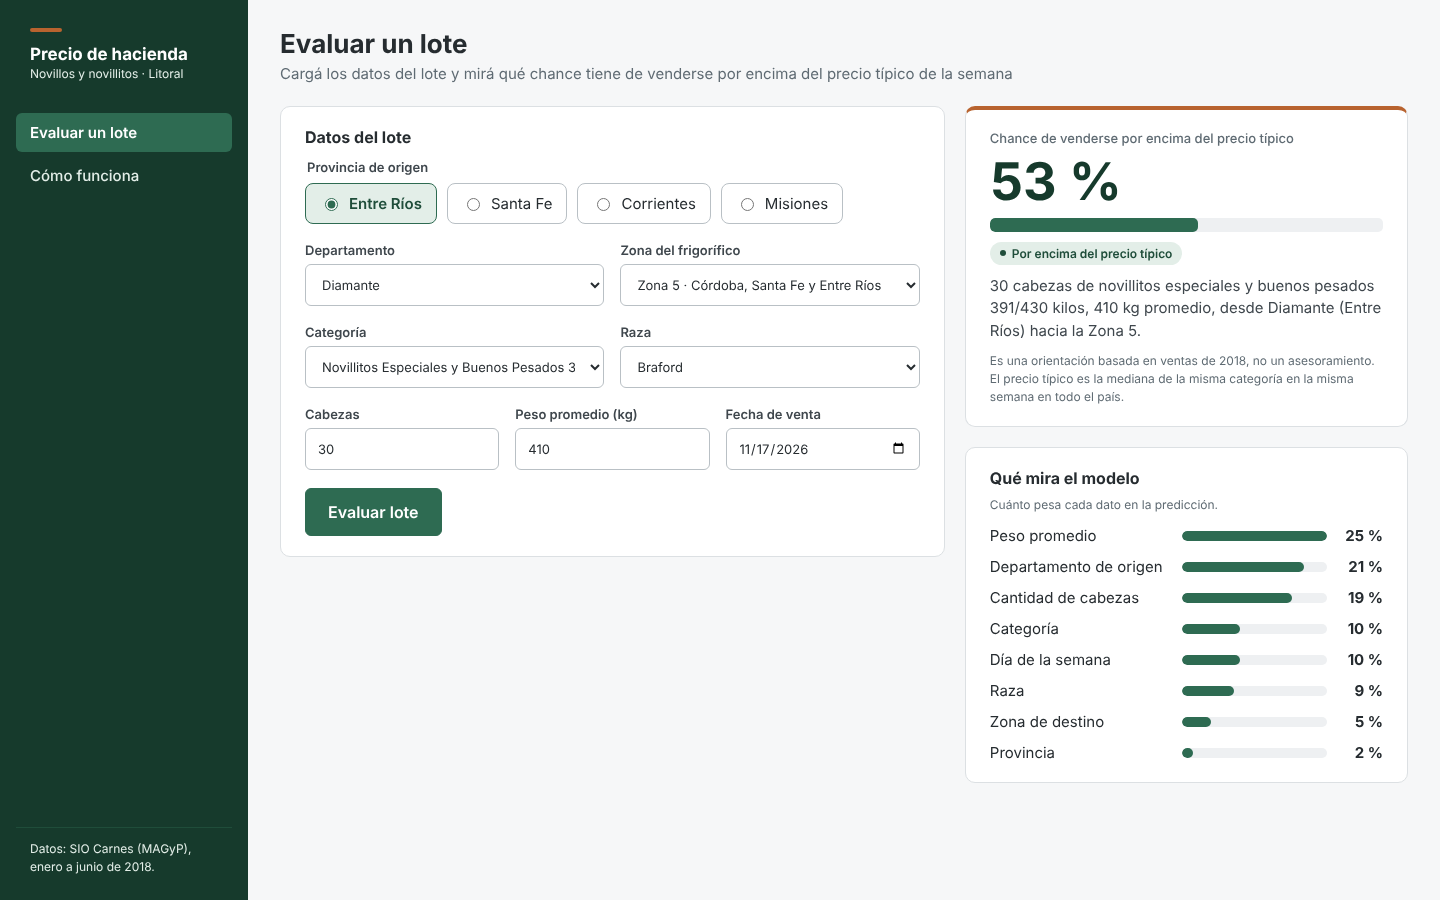 Precio de hacienda
Novillos y novillitos · Litoral
Evaluar un lote
Cómo funciona
Datos: SIO Carnes (MAGyP),
enero a junio de 2018.
Evaluar un lote
Cargá los datos del lote y mirá qué chance tiene de venderse por encima del precio típico de la semana
Datos del lote
Provincia de origen
Entre Ríos
Santa Fe
Corrientes
Misiones
Departamento
Zona del frigorífico
Diamante
Zona 5 · Córdoba, Santa Fe y Entre Ríos
Categoría
Raza
Novillitos Especiales y Buenos Pesados 3
Braford
Cabezas
Peso promedio (kg)
Fecha de venta
30
410
11/17/2026
Evaluar lote
Chance de venderse por encima del precio típico
53 %
Por encima del precio típico
30 cabezas de novillitos especiales y buenos pesados
391/430 kilos, 410 kg promedio, desde Diamante (Entre
Ríos) hacia la Zona 5.
Es una orientación basada en ventas de 2018, no un asesoramiento.
El precio típico es la mediana de la misma categoría en la misma
semana en todo el país.
Qué mira el modelo
Cuánto pesa cada dato en la predicción.
Peso promedio 25 %
Departamento de origen 21 %
Cantidad de cabezas 19 %
Categoría 10 %
Día de la semana 10 %
Raza 9 %
Zona de destino 5 %
Provincia 2 %